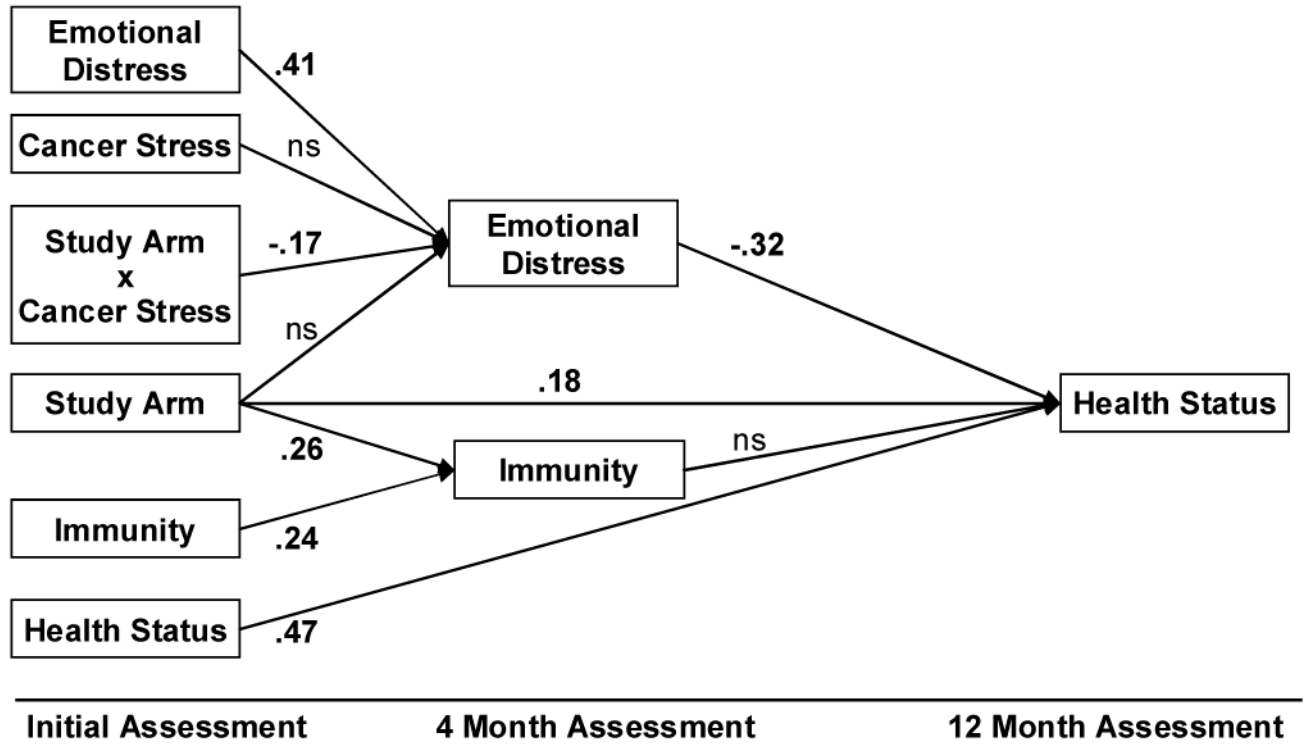 Emotional
Distress
.41
Cancer Stress
ns
Study Arm
x
Cancer Stress
-.17
Emotional
Distress
-.32
ns
Study Arm
.18
Health Status
.26
ns
Immunity
Immunity
.24
Health Status
.47
Initial Assessment
4 Month Assessment
12 Month Assessment